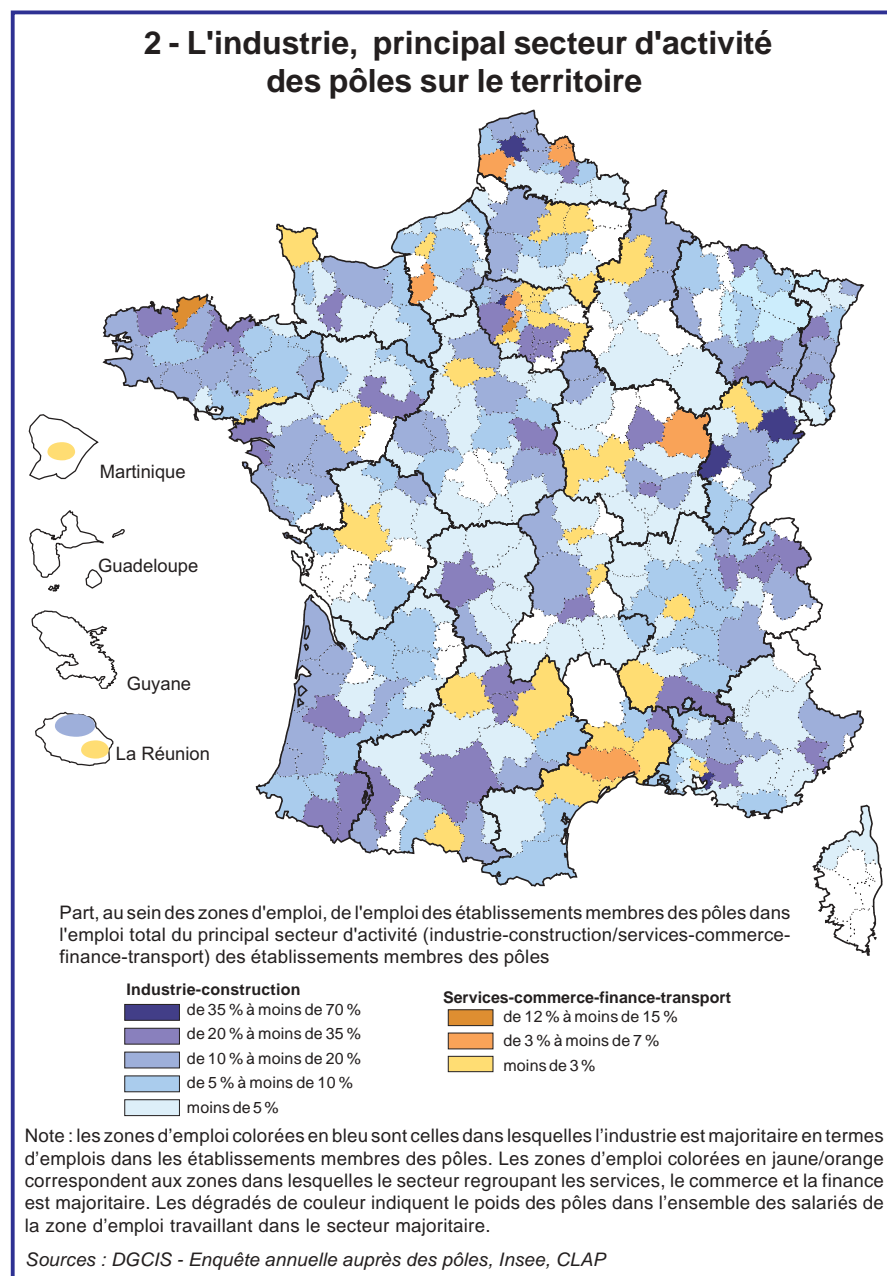 2 - L'industrie, principal secteur d'activité
des pôles sur le territoire
Martinique
Guadeloupe
Guyane
La Réunion
Part, au sein des zones d'emploi, de l'emploi des établissements membres des pôles dans
l'emploi total du principal secteur d'activité (industrie-construction/services-commerce-
finance-transport) des établissements membres des pôles
Industrie-construction
de 35 % à moins de 70 %
de 20 % à moins de 35 %
de 10 % à moins de 20 %
de 5 % à moins de 10 %
moins de 5 %
Services-commerce-finance-transport
de 12 % à moins de 15 %
de 3 % à moins de 7 %
moins de 3 %
Note : les zones d'emploi colorées en bleu sont celles dans lesquelles l'industrie est majoritaire en termes
d'emplois dans les établissements membres des pôles. Les zones d'emploi colorées en jaune/orange
correspondent aux zones dans lesquelles le secteur regroupant les services, le commerce et la finance
est majoritaire. Les dégradés de couleur indiquent le poids des pôles dans l'ensemble des salariés de
la zone d'emploi travaillant dans le secteur majoritaire.
Sources : DGCIS - Enquête annuelle auprès des pôles, Insee, CLAP